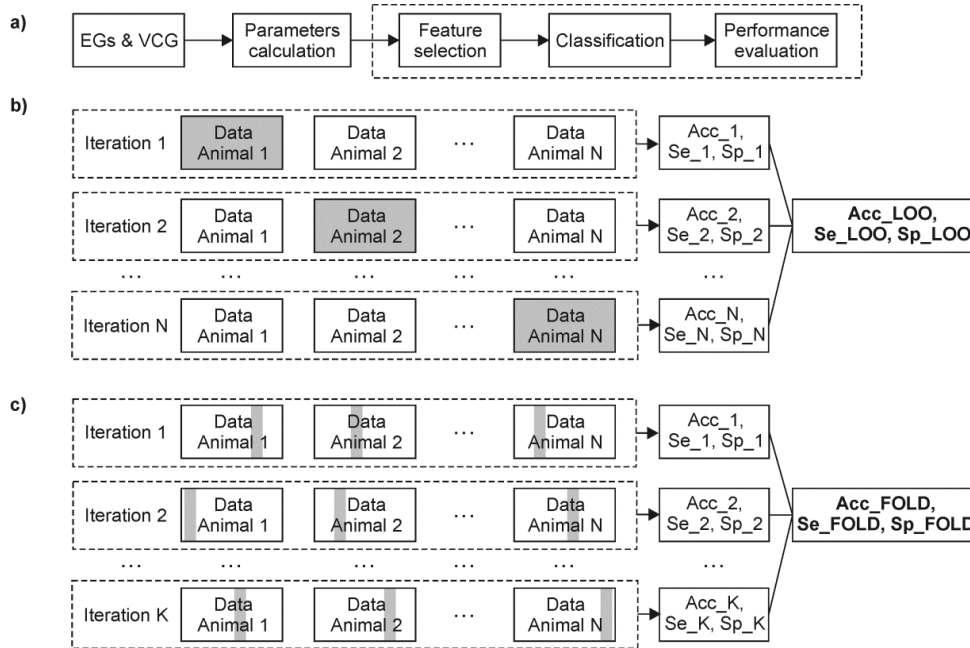 a)
EGs & VCG
Parameters
calculation
Feature
selection
Classification
Performance
evaluation
b)
Iteration 1
Data
Animal 1
Data
Animal 2
...
Data
Animal N
Acc_1,
Se_1, Sp_1
Iteration 2
Data
Animal 1
Data
Animal 2
...
Data
Animal N
Acc_2,
Se_2, Sp_2
Acc_LOO,
Se_LOO, Sp_LOO
... ... ... ... ... ...
Iteration N
Data
Animal 1
Data
Animal 2
...
Data
Animal N
Acc_N,
Se_N, Sp_N
c)
Iteration 1
Data
Animal 1
Data
Animal 2
...
Data
Animal N
Acc_1,
Se_1, Sp_1
Iteration 2
Data
Animal 1
Data
Animal 2
...
Data
Animal N
Acc_2,
Se_2, Sp_2
Acc_FOLD,
Se_FOLD, Sp_FOLD
... ... ... ... ... ...
Iteration K
Data
Animal 1
Data
Animal 2
...
Data
Animal N
Acc_K,
Se_K, Sp_K